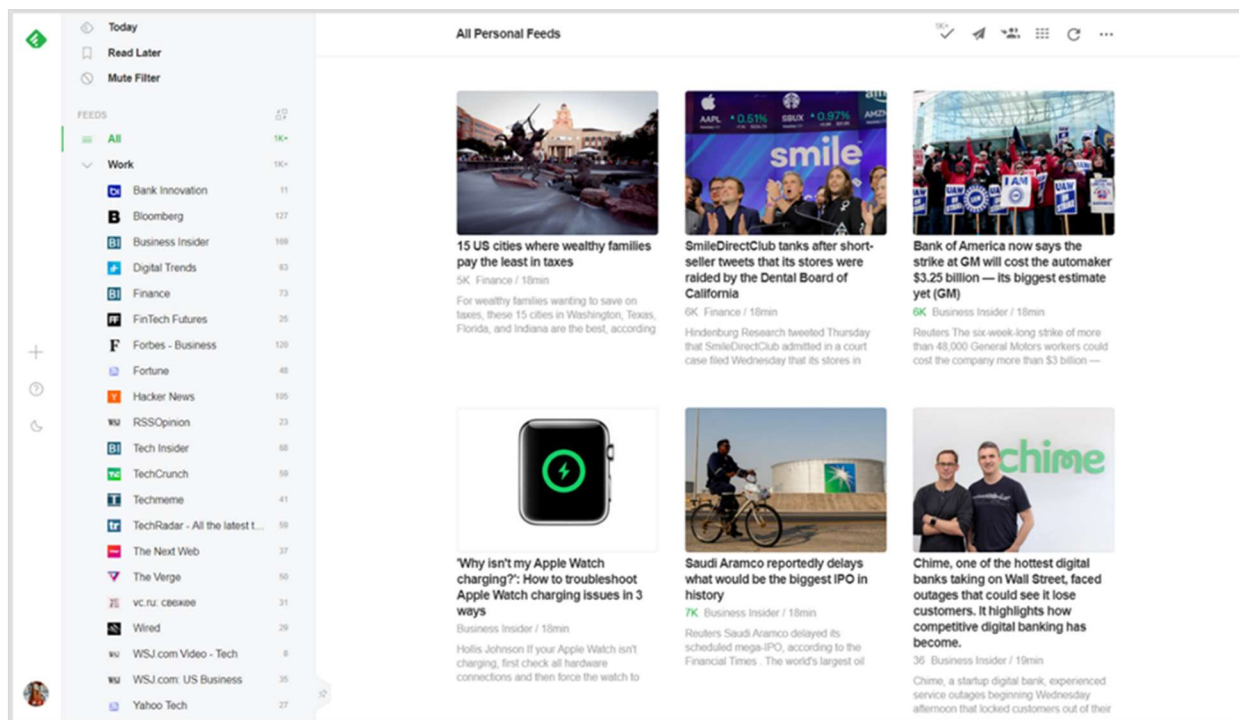 Today
Read Later
Mute Filter
FEEDS
All 1K+
Work 1K+
Bank Innovation 11
Bloomberg 127
Business Insider 169
Digital Trends 63
Finance 73
FinTech Futures 25
Forbes - Business 120
Fortune 48
Hacker News 105
RSSOpinion 23
Tech Insider 68
TechCrunch 59
Techmeme 41
TechRadar - All the latest t... 59
The Next Web 37
The Verge 50
vc.ru: свежее 31
Wired 29
WSJ.com Video - Tech 8
WSJ.com: US Business 35
Yahoo Tech 27
All Personal Feeds
1K+
AAPL 0.51% SBUX 0.97% AMZN
smile
15 US cities where wealthy families
pay the least in taxes
5K Finance / 18min
For wealthy families wanting to save on
taxes, these 15 cities in Washington, Texas,
Florida, and Indiana are the best, according
SmileDirectClub tanks after short-
seller tweets that its stores were
raided by the Dental Board of
California
6K Finance / 18min
Hindenburg Research tweeted Thursday
that SmileDirectClub admitted in a court
case filed Wednesday that its stores in
UAW ON STRIKE
I AM
UAW ON STRIKE
Bank of America now says the
strike at GM will cost the automaker
$3.25 billion — its biggest estimate
yet (GM)
6K Business Insider / 18min
Reuters The six-week-long strike of more
than 48,000 General Motors workers could
cost the company more than $3 billion —
'Why isn't my Apple Watch
charging?': How to troubleshoot
Apple Watch charging issues in 3
ways
Business Insider / 18min
Hollis Johnson If your Apple Watch isn't
charging, first check all hardware
connections and then force the watch to
Saudi Aramco reportedly delays
what would be the biggest IPO in
history
7K Business Insider / 18min
Reuters Saudi Aramco delayed its
scheduled mega-IPO, according to the
Financial Times . The world's largest oil
chime
Chime, one of the hottest digital
banks taking on Wall Street, faced
outages that could see it lose
customers. It highlights how
competitive digital banking has
become.
36 Business Insider / 19min
Chime, a startup digital bank, experienced
service outages beginning Wednesday
afternoon that locked customers out of their